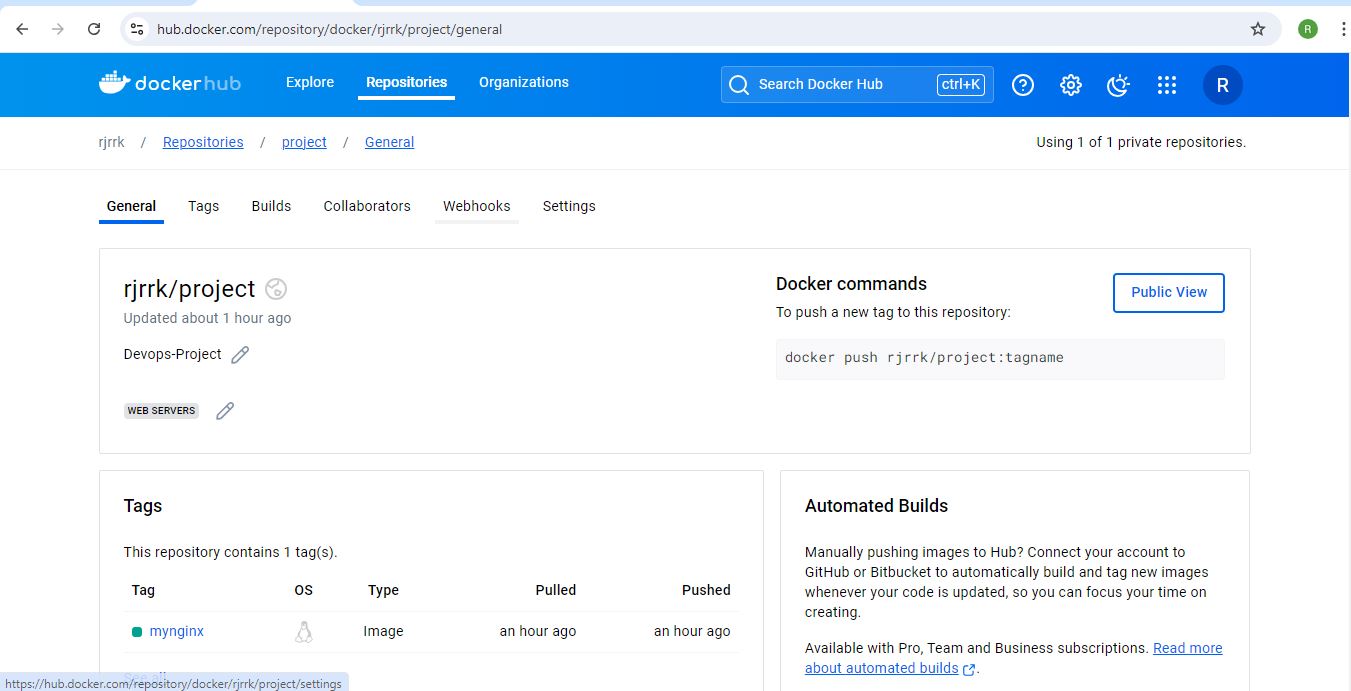 hub.docker.com/repository/docker/rjrrk/project/general
R
dockerhub
Explore
Repositories
Organizations
Search Docker Hub
ctrl+K
R
rjrrk / Repositories / project / General
Using 1 of 1 private repositories.
General
Tags
Builds
Collaborators
Webhooks
Settings
rjrrk/project
Updated about 1 hour ago
Devops-Project
WEB SERVERS
Docker commands
Public View
To push a new tag to this repository:
docker push rjrrk/project:tagname
Tags
This repository contains 1 tag(s).
Tag OS Type Pulled Pushed
mynginx Image an hour ago an hour ago
See all
Automated Builds
Manually pushing images to Hub? Connect your account to
GitHub or Bitbucket to automatically build and tag new images
whenever your code is updated, so you can focus your time on
creating.
Available with Pro, Team and Business subscriptions. Read more
about automated builds .
https://hub.docker.com/repository/docker/rjrrk/project/settings